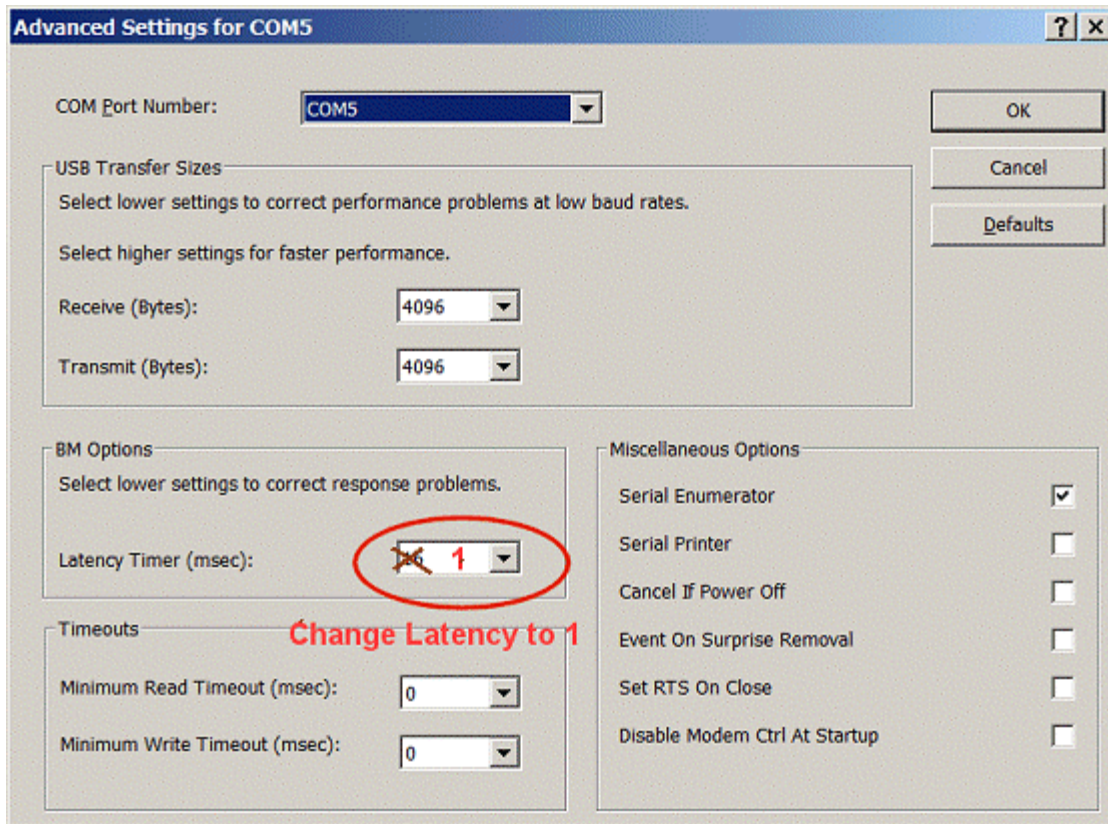 Advanced Settings for COM5
COM Port Number:
COM5
OK
Cancel
Defaults
USB Transfer Sizes
Select lower settings to correct performance problems at low baud rates.
Select higher settings for faster performance.
Receive (Bytes):
4096
Transmit (Bytes):
4096
BM Options
Select lower settings to correct response problems.
Latency Timer (msec):
1
Change Latency to 1
Timeouts
Minimum Read Timeout (msec):
0
Minimum Write Timeout (msec):
0
Miscellaneous Options
Serial Enumerator
Serial Printer
Cancel If Power Off
Event On Surprise Removal
Set RTS On Close
Disable Modem Ctrl At Startup